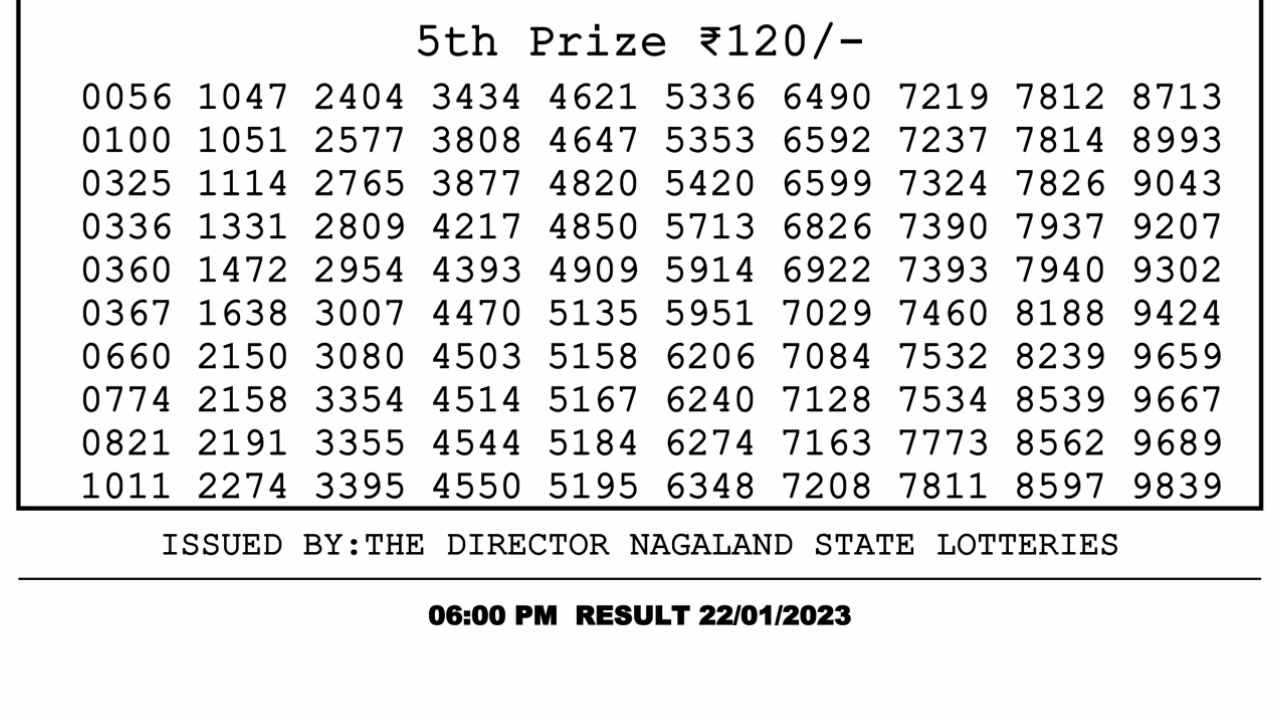 5th Prize ₹120/-
0056 1047 2404 3434 4621 5336 6490 7219 7812 8713
0100 1051 2577 3808 4647 5353 6592 7237 7814 8993
0325 1114 2765 3877 4820 5420 6599 7324 7826 9043
0336 1331 2809 4217 4850 5713 6826 7390 7937 9207
0360 1472 2954 4393 4909 5914 6922 7393 7940 9302
0367 1638 3007 4470 5135 5951 7029 7460 8188 9424
0660 2150 3080 4503 5158 6206 7084 7532 8239 9659
0774 2158 3354 4514 5167 6240 7128 7534 8539 9667
0821 2191 3355 4544 5184 6274 7163 7773 8562 9689
1011 2274 3395 4550 5195 6348 7208 7811 8597 9839
ISSUED BY:THE DIRECTOR NAGALAND STATE LOTTERIES
06:00 PM RESULT 22/01/2023